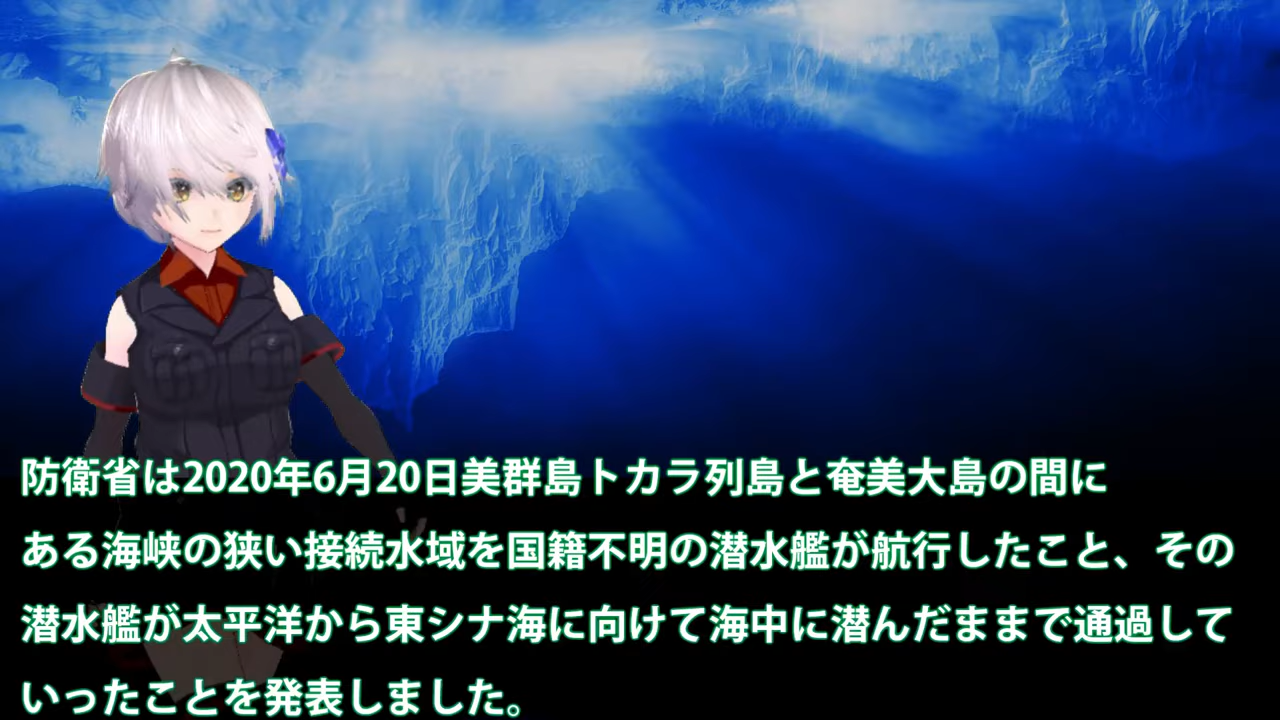 防衛省は2020年6月20日美群島トカラ列島と奄美大島の間に
ある海峡の狭い接続水域を国籍不明の潜水艦が航行したこと、その
潜水艦が太平洋から東シナ海に向けて海中に潜んだままで通過して
いったことを発表しました。